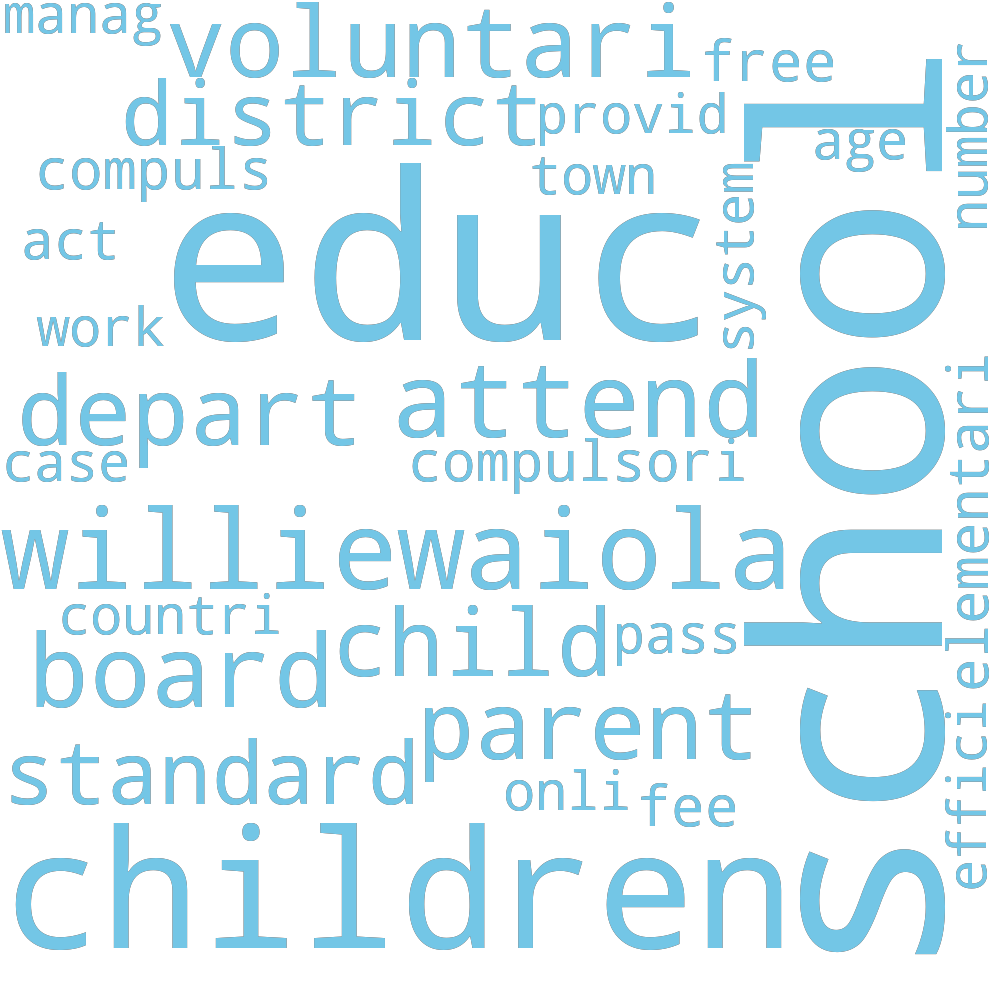 manag
voluntari
free
number
district
provid
age
compuls
town
system
educ
school
act
work
depart
attend
elementari
case
compulsori
williewaiola
countri
child
pass
board
parent
effici
standard
onli
fee
children